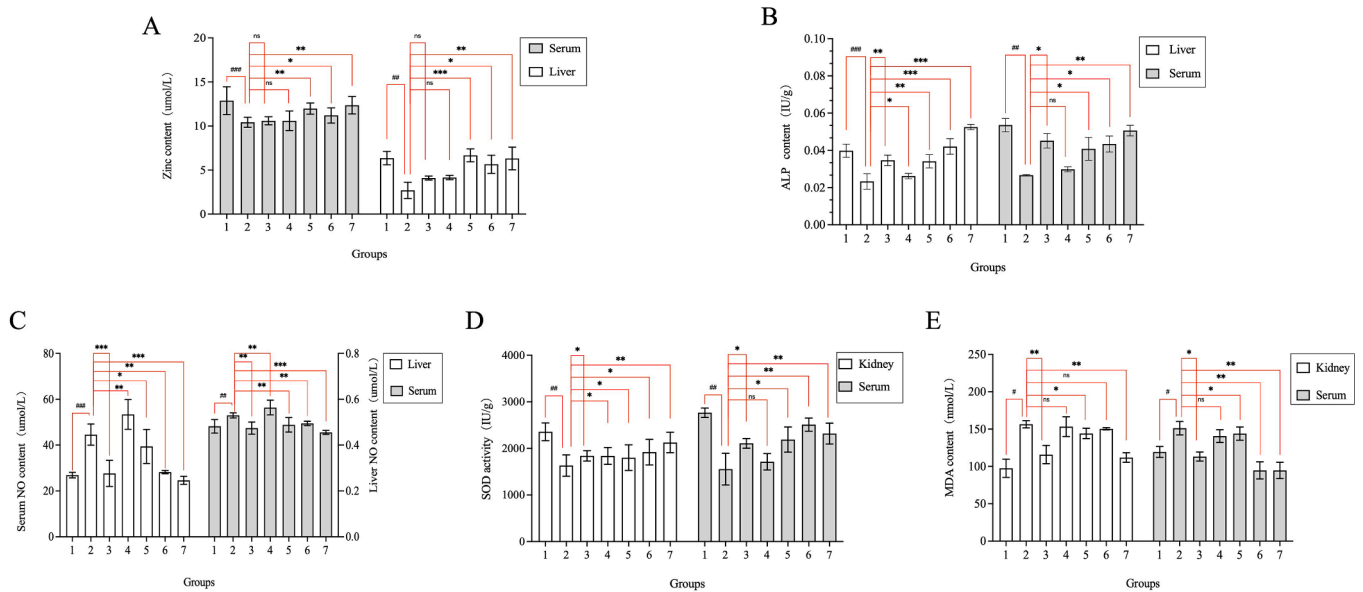 A
ns
**
*
###
**
ns
ns
**
*
##
***
ns
Serum
Liver
Zinc content (umol/L)
20
15
10
5
0
1 2 3 4 5 6 7 1 2 3 4 5 6 7
Groups
B
###
**
***
**
*
##
*
**
*
*
ns
Liver
Serum
ALP content (IU/g)
0.10
0.08
0.06
0.04
0.02
0.00
1 2 3 4 5 6 7 1 2 3 4 5 6 7
Groups
C
***
***
**
*
**
###
**
**
***
**
**
##
Liver
Serum
Serum NO content (umol/L)
80
60
40
20
0
Liver NO content (umol/L)
0.8
0.6
0.4
0.2
0.0
1 2 3 4 5 6 7 1 2 3 4 5 6 7
Groups
D
*
**
*
*
*
##
*
**
**
*
ns
##
Kidney
Serum
SOD activity (IU/g)
4000
3000
2000
1000
0
1 2 3 4 5 6 7 1 2 3 4 5 6 7
Groups
E
**
**
ns
*
ns
#
*
**
**
*
ns
#
Kidney
Serum
MDA content (nmol/L)
200
150
100
50
0
1 2 3 4 5 6 7 1 2 3 4 5 6 7
Groups